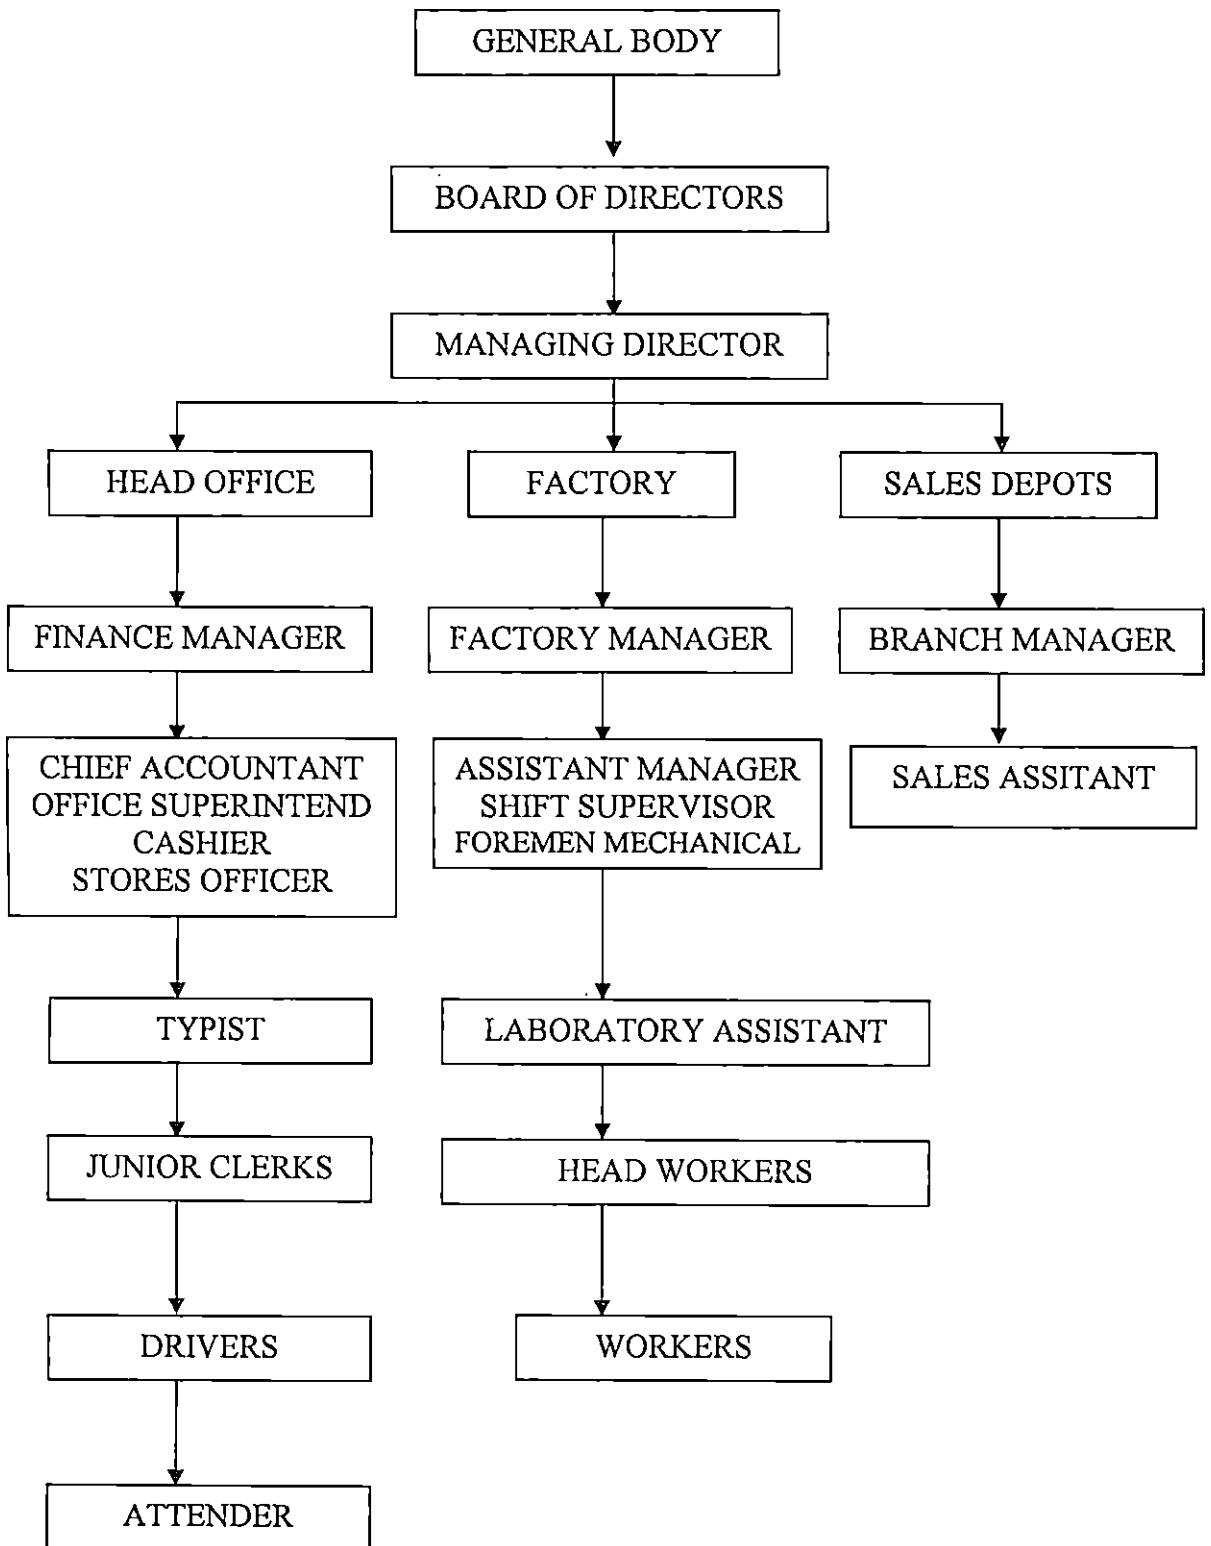 GENERAL BODY
BOARD OF DIRECTORS
MANAGING DIRECTOR
HEAD OFFICE
FACTORY
SALES DEPOTS
FINANCE MANAGER
FACTORY MANAGER
BRANCH MANAGER
CHIEF ACCOUNTANT
OFFICE SUPERINTEND
CASHIER
STORES OFFICER
ASSISTANT MANAGER
SHIFT SUPERVISOR
FOREMEN MECHANICAL
SALES ASSITANT
TYPIST
LABORATORY ASSISTANT
JUNIOR CLERKS
HEAD WORKERS
DRIVERS
WORKERS
ATTENDER